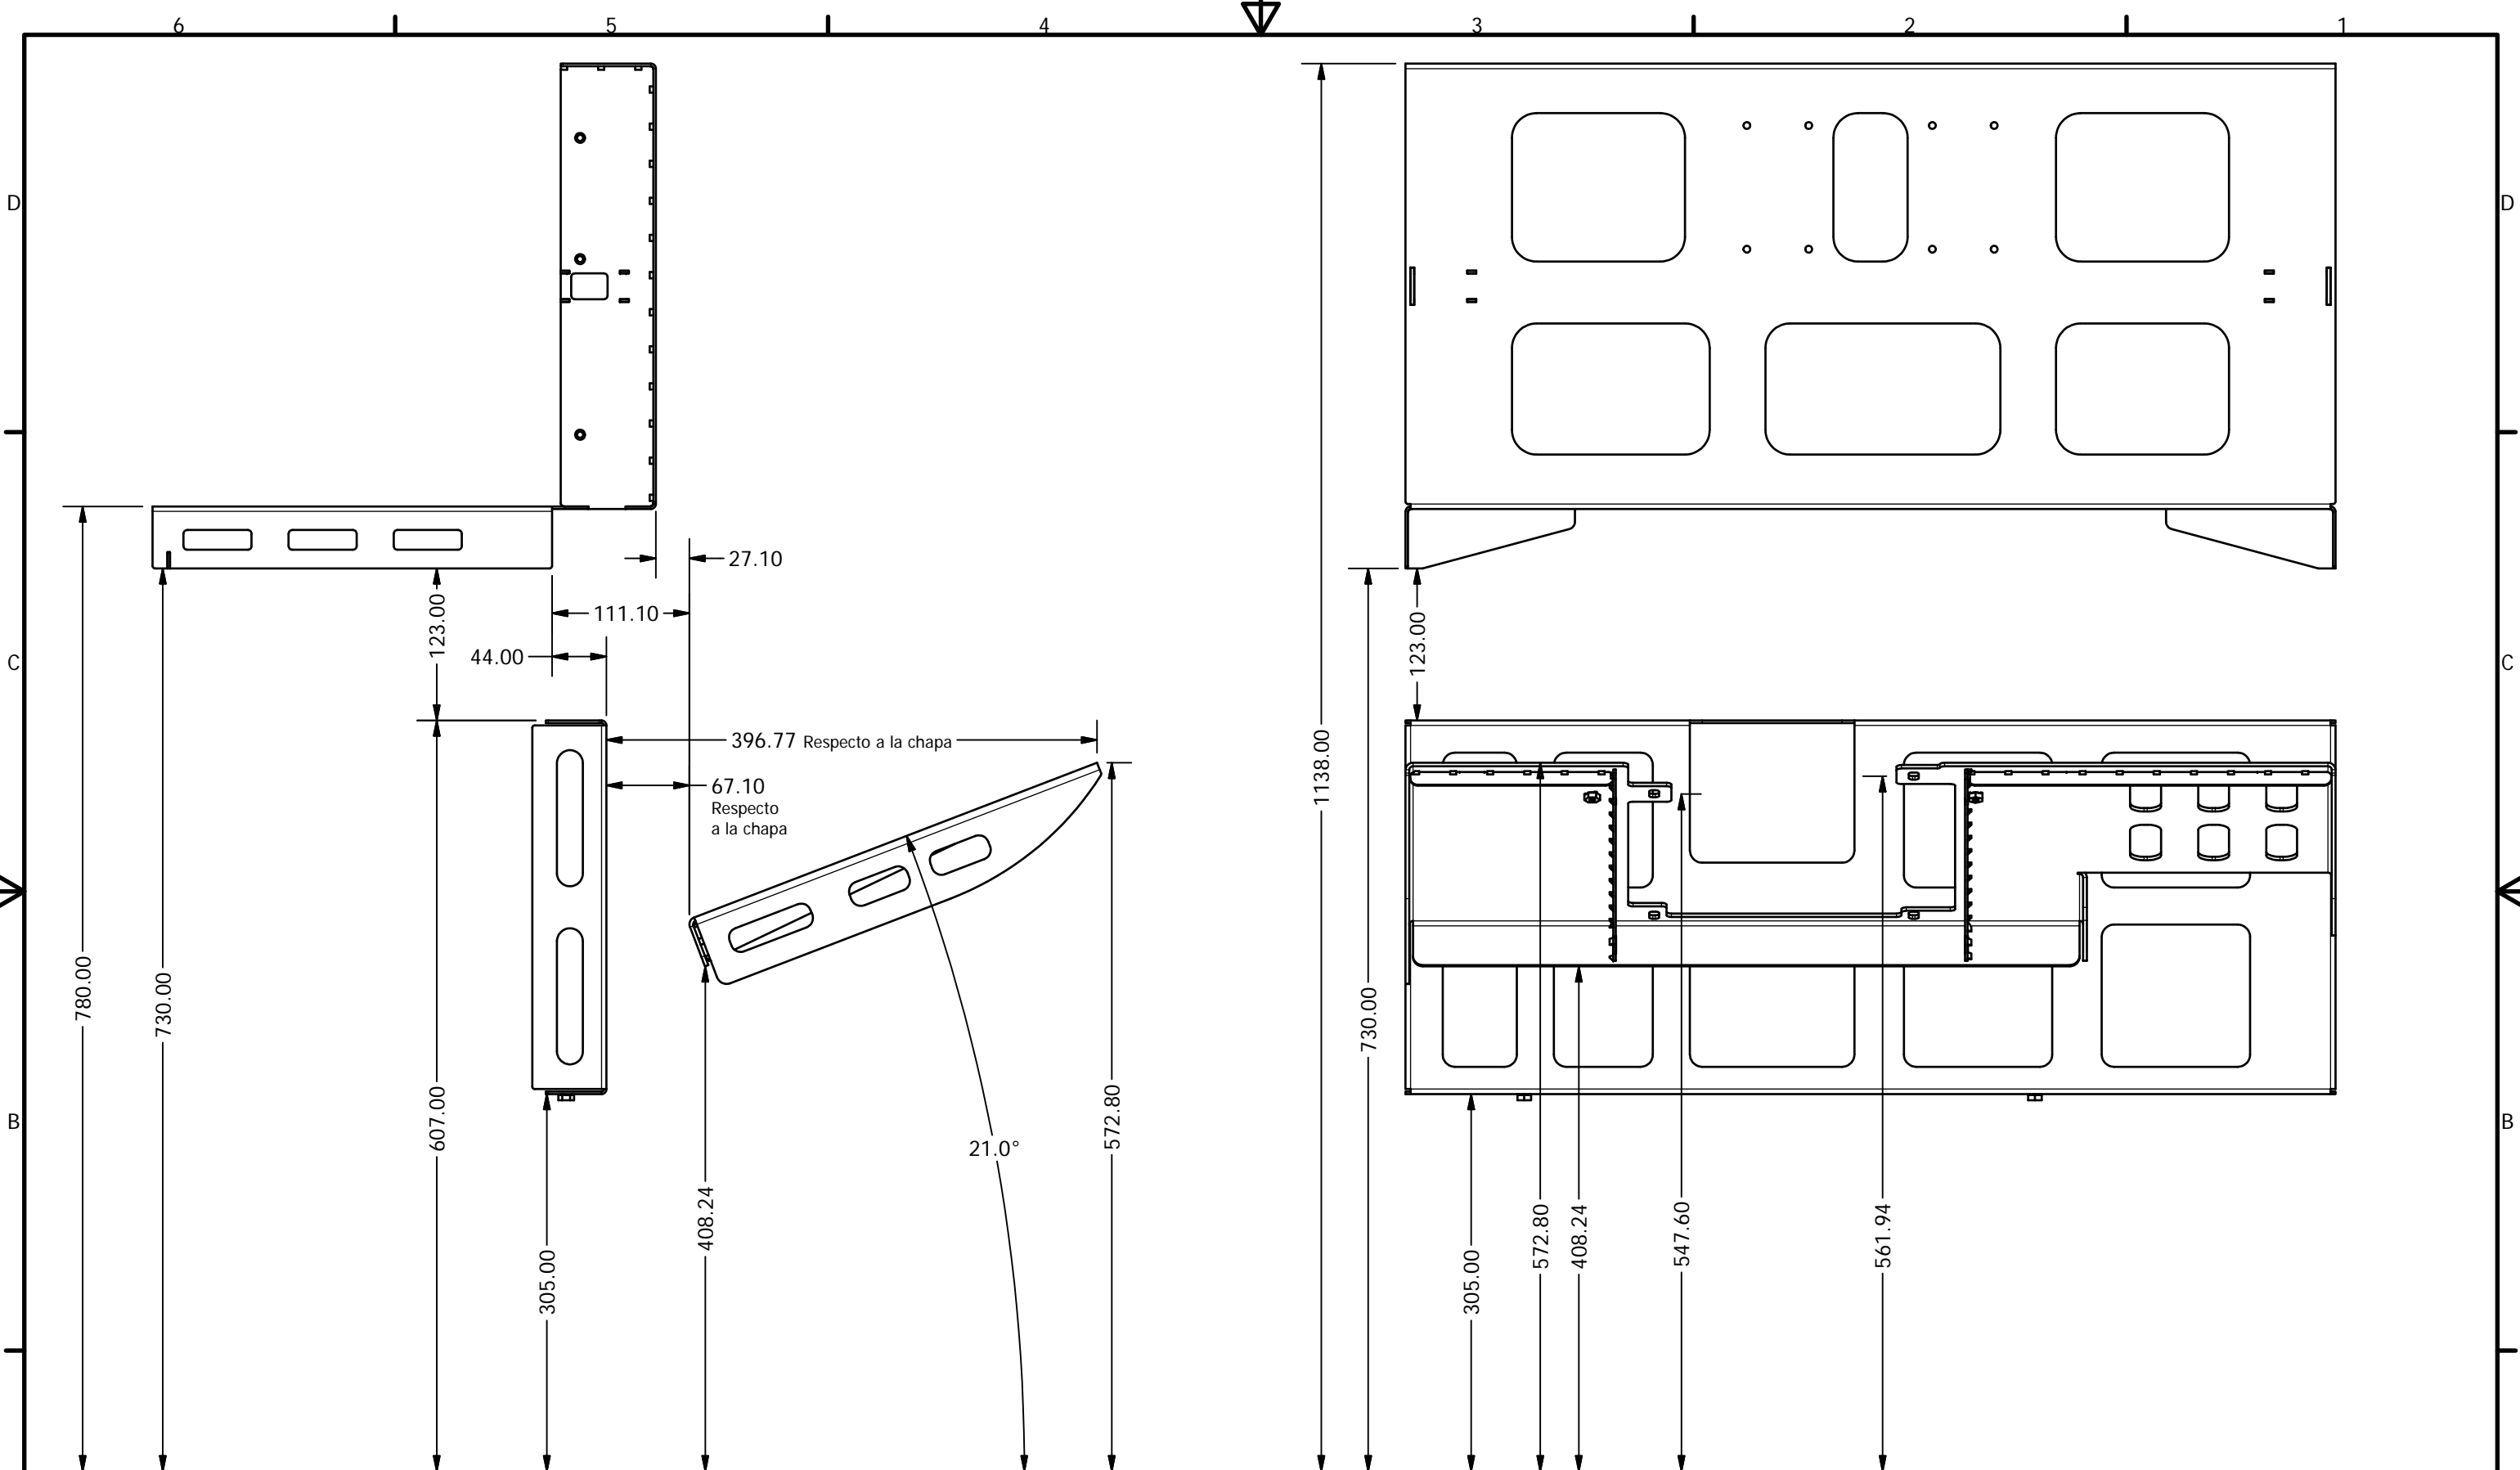 6 5 4 3 2 1
D D
27.10
111.10
123.00
123.00
44.00
C C
396.77 Respecto a la chapa
67.10
Respecto
a la chapa
1138.00
780.00
730.00
730.00
607.00
572.80
B B
21.0°
408.24
305.00
305.00
572.80
408.24
547.60
561.94